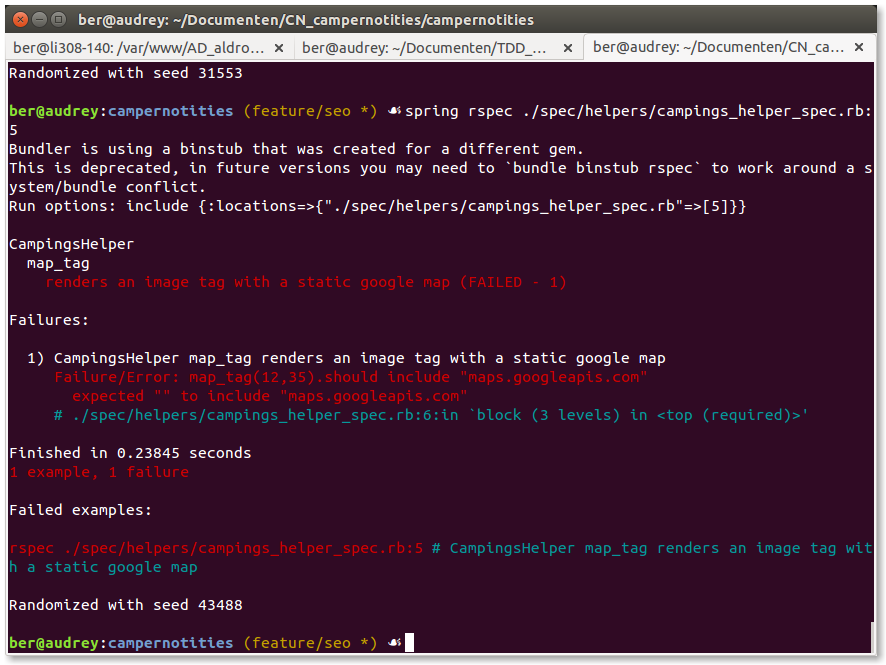 ber@audrey: ~/Documenten/CN_campernotities/campernotities
ber@li308-140: /var/www/AD_aldro... × ber@audrey: ~/Documenten/TDD_... × ber@audrey: ~/Documenten/CN_ca... ×
Randomized with seed 31553
ber@audrey:campernotities (feature/seo *) ☙spring rspec ./spec/helpers/campings_helper_spec.rb:
5
Bundler is using a binstub that was created for a different gem.
This is deprecated, in future versions you may need to `bundle binstub rspec` to work around a s
ystem/bundle conflict.
Run options: include {:locations=>{"./spec/helpers/campings_helper_spec.rb"=>[5]}}
CampingsHelper
map_tag
renders an image tag with a static google map (FAILED - 1)
Failures:
1) CampingsHelper map_tag renders an image tag with a static google map
Failure/Error: map_tag(12,35).should include "maps.googleapis.com"
expected "" to include "maps.googleapis.com"
# ./spec/helpers/campings_helper_spec.rb:6:in `block (3 levels) in <top (required)>'
Finished in 0.23845 seconds
1 example, 1 failure
Failed examples:
rspec ./spec/helpers/campings_helper_spec.rb:5 # CampingsHelper map_tag renders an image tag wit
h a static google map
Randomized with seed 43488
ber@audrey:campernotities (feature/seo *) ☙